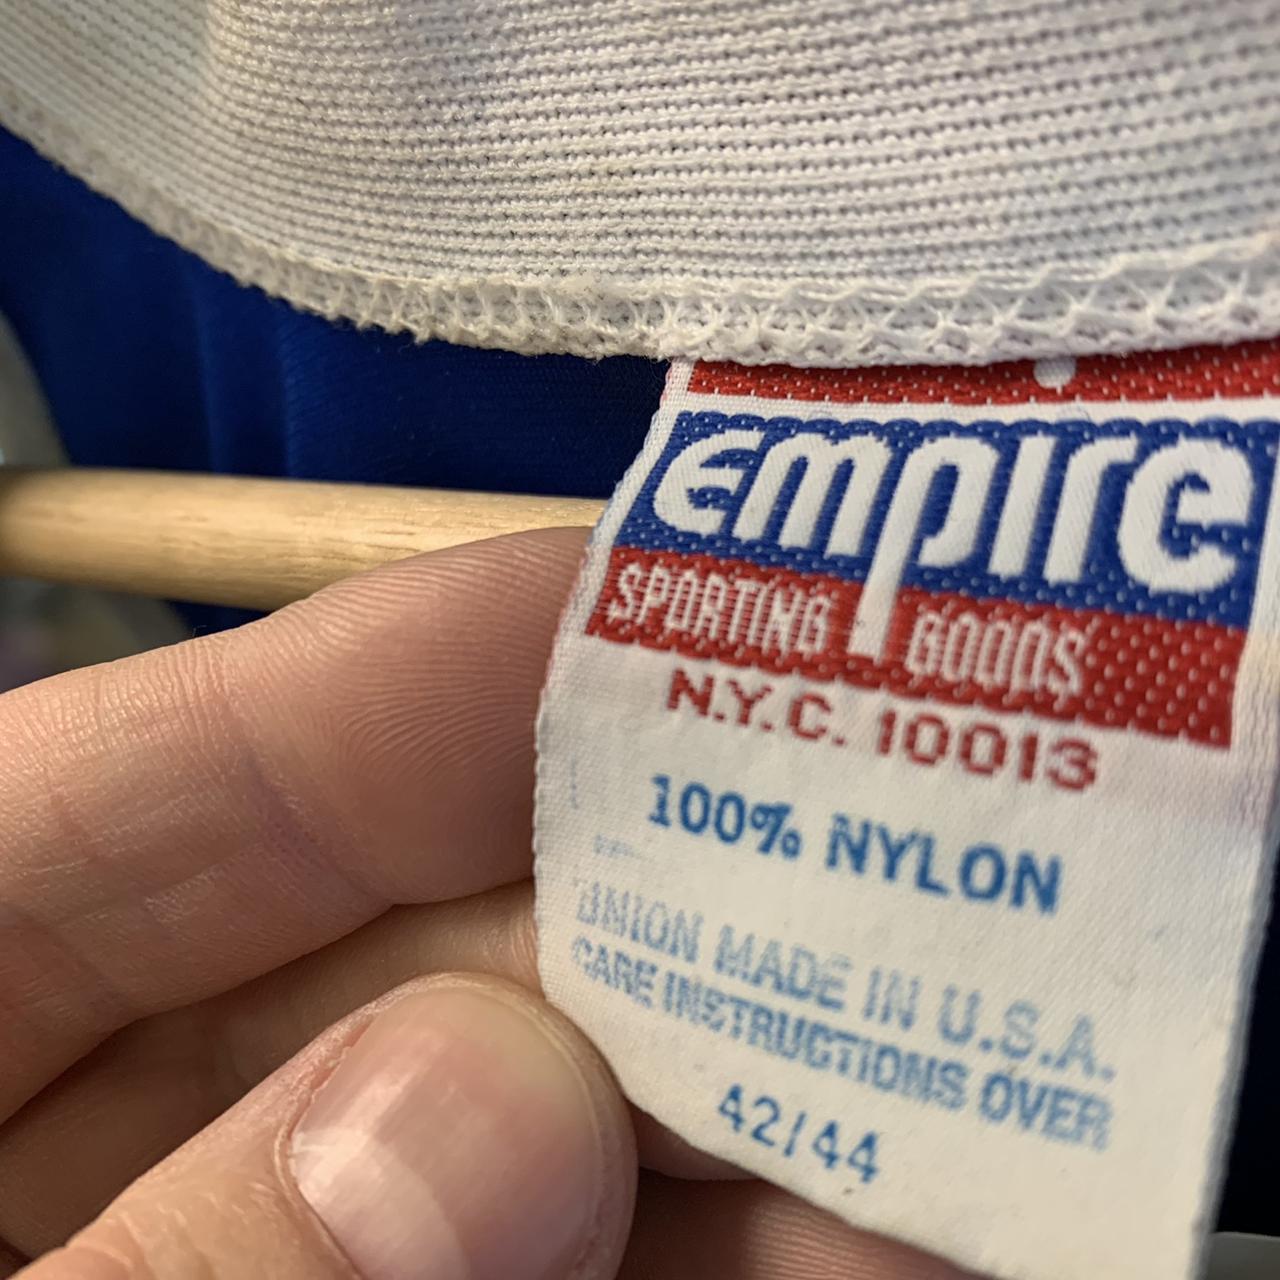 empire
SPORTING GOODS
N.Y.C. 10013
100% NYLON
UNION MADE IN U.S.A.
CARE INSTRUCTIONS OVER
42/44